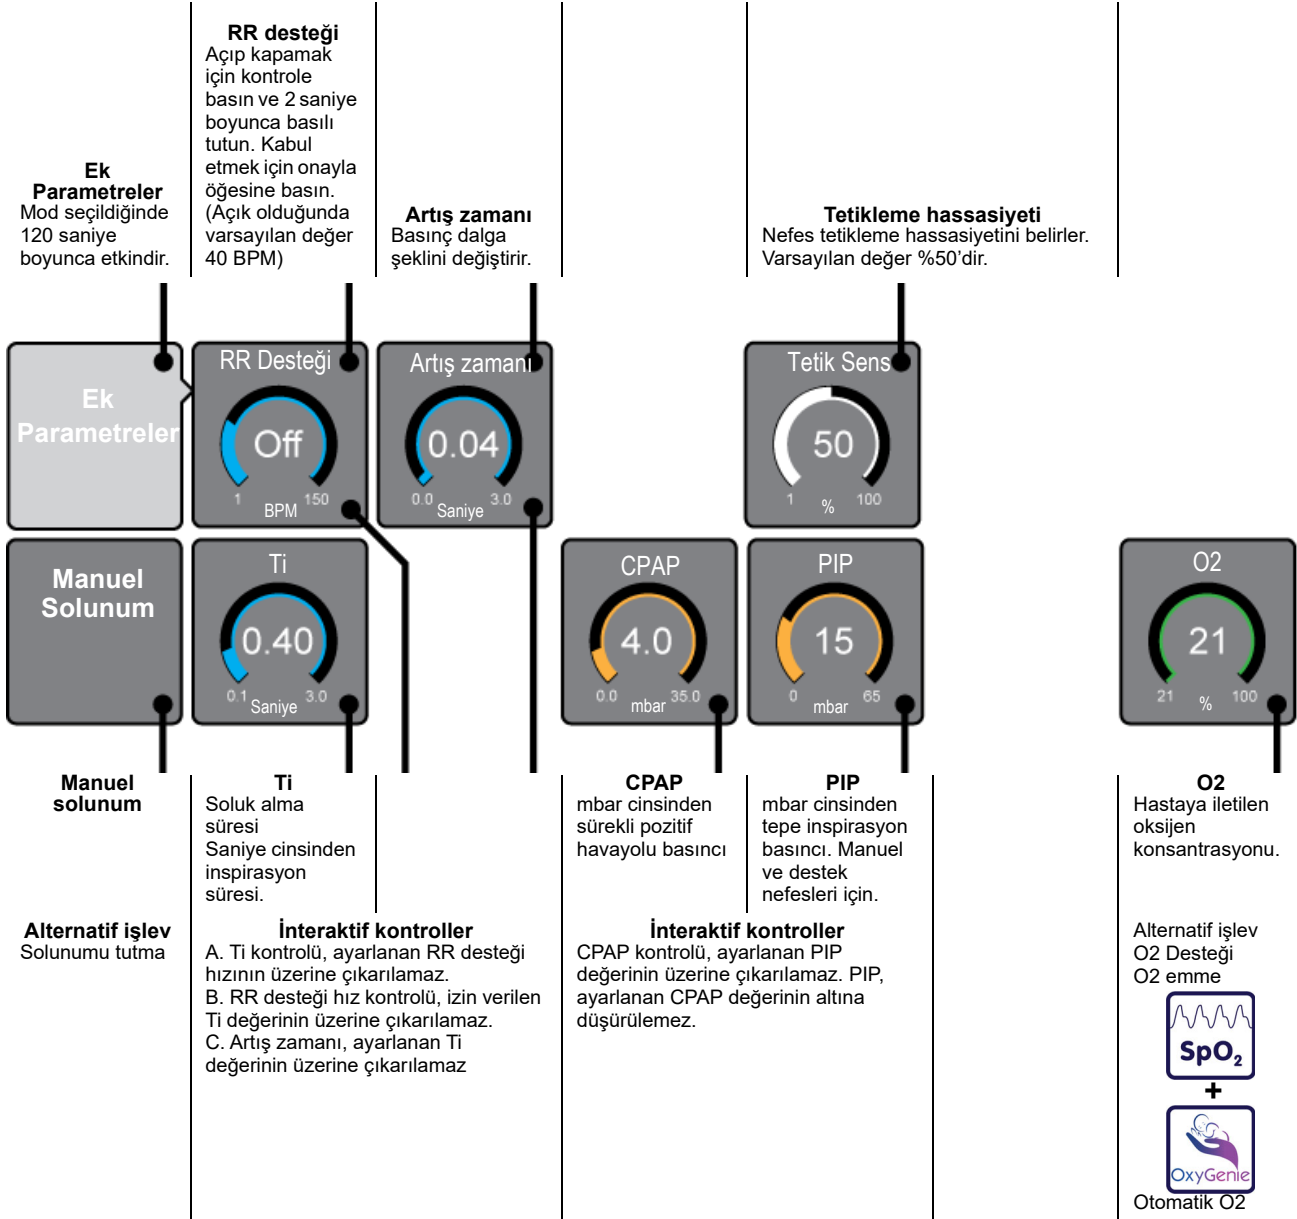 RR desteği
Açıp kapamak
için kontrole
basın ve 2 saniye
boyunca basılı
tutun. Kabul
etmek için onayla
öğesine basın.
(Açık olduğunda
varsayılan değer
40 BPM)
Ek
Parametreler
Mod seçildiğinde
120 saniye
boyunca etkindir.
Artış zamanı
Basınç dalga
şeklini değiştirir.
Tetikleme hassasiyeti
Nefes tetikleme hassasiyetini belirler.
Varsayılan değer %50’dir.
Ek
Parametreler
RR Desteği
Off
1 150
BPM
Artış zamanı
0.04
0.0 3.0
Saniye
Tetik Sens
50
1 100
%
Manuel
Solunum
Ti
0.40
0.1 3.0
Saniye
CPAP
4.0
0.0 35.0
mbar
PIP
15
0 65
mbar
O2
21
21 100
%
Manuel
solunum
Ti
Soluk alma
süresi
Saniye cinsinden
inspirasyon
süresi.
CPAP
mbar cinsinden
sürekli pozitif
havayolu basıncı
PIP
mbar cinsinden
tepe inspirasyon
basıncı. Manuel
ve destek
nefesleri için.
O2
Hastaya iletilen
oksijen
konsantrasyonu.
Alternatif işlev
Solunumu tutma
İnteraktif kontroller
A. Ti kontrolü, ayarlanan RR desteği
hızının üzerine çıkarılamaz.
B. RR desteği hız kontrolü, izin verilen
Ti değerinin üzerine çıkarılamaz.
C. Artış zamanı, ayarlanan Ti
değerinin üzerine çıkarılamaz
İnteraktif kontroller
CPAP kontrolü, ayarlanan PIP
değerinin üzerine çıkarılamaz. PIP,
ayarlanan CPAP değerinin altına
düşürülemez.
Alternatif işlev
O2 Desteği
O2 emme
SpO₂
+
OxyGenie
Otomatik O2